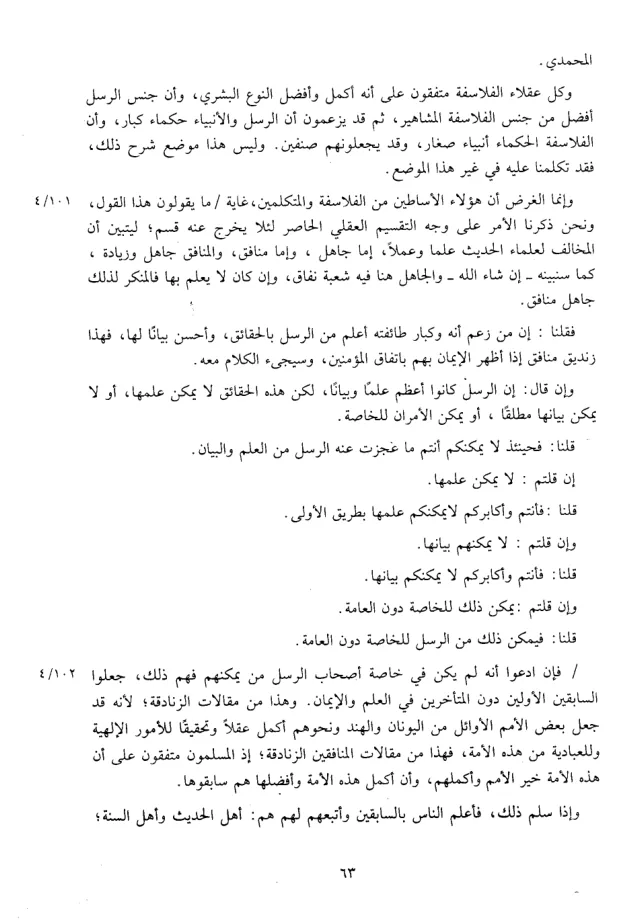 المحمدي.
وكل عقلاء الفلاسفة متفقون على أنه أكمل وأفضل النوع البشري، وأن جنس الرسل
أفضل من جنس الفلاسفة المشاهير، ثم قد يزعمون أن الرسل والأنبياء حكماء كبار، وأن
الفلاسفة الحكماء أنبياء صغار، وقد يجعلونهم صنفين. وليس هذا موضع شرح ذلك،
فقد تكلمنا عليه في غير هذا الموضع.
وإنما الغرض أن هؤلاء الأساطين من الفلاسفة والمتكلمين، غاية / ما يقولون هذا القول، ٤/١٠١
ونحن ذكرنا الأمر على وجه التقسيم العقلي الحاصر لئلا يخرج عنه قسم؛ ليتبين أن
المخالف لعلماء الحديث علما وعملاً، إما جاهل ، وإما منافق، والمنافق جاهل وزيادة ،
كما سنبينه ــ إن شاء الله ــ والجاهل هنا فيه شعبة نفاق، وإن كان لا يعلم بها فالمنكر لذلك
جاهل منافق.
فقلنا : إن من زعم أنه وكبار طائفته أعلم من الرسل بالحقائق، وأحسن بيانًا لها، فهذا
زنديق منافق إذا أظهر الإيمان بهم باتفاق المؤمنين، وسيجىء الكلام معه.
وإن قال: إن الرسل كانوا أعظم علمًا وبيانًا، لكن هذه الحقائق لا يمكن علمها، أو لا
يمكن بيانها مطلقًا ، أو يمكن الأمران للخاصة.
قلنا: فحينئذ لا يمكنكم أنتم ما عجزت عنه الرسل من العلم والبيان.
إن قلتم : لا يمكن علمها.
قلنا :فأنتم وأكابركم لايمكنكم علمها بطريق الأولى.
وإن قلتم : لا يمكنهم بيانها.
قلنا: فأنتم وأكابركم لا يمكنكم بيانها.
وإن قلتم :يمكن ذلك للخاصة دون العامة.
قلنا: فيمكن ذلك من الرسل للخاصة دون العامة.
/ فإن ادعوا أنه لم يكن في خاصة أصحاب الرسل من يمكنهم فهم ذلك، جعلوا ٤/١٠٢
السابقين الأولين دون المتأخرين في العلم والإيمان. وهذا من مقالات الزنادقة؛ لأنه قد
جعل بعض الأمم الأوائل من اليونان والهند ونحوهم أكمل عقلاً وتحقيقًا للأمور الإلهية
وللعبادية من هذه الأمة، فهذا من مقالات المنافقين الزنادقة؛ إذ المسلمون متفقون على أن
هذه الأمة خير الأمم وأكملهم، وأن أكمل هذه الأمة وأفضلها هم سابقوها.
وإذا سلم ذلك، فأعلم الناس بالسابقين وأتبعهم لهم هم: أهل الحديث وأهل السنة؛
٦٣